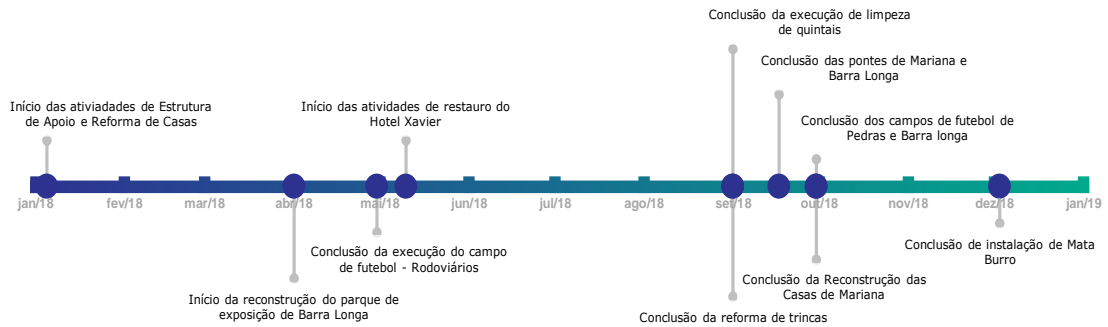 Conclusão da execução de limpeza
de quintais
Conclusão das pontes de Mariana e
Barra Longa
Início das ativiadades de Estrutura
de Apoio e Reforma de Casas
Início das atividades de restauro do
Hotel Xavier
Conclusão dos campos de futebol de
Pedras e Barra longa
jan/18 fev/18 mar/18 abr/18 mai/18 jun/18 jul/18 ago/18 set/18 out/18 nov/18 dez/18 jan/19
Conclusão da execução do campo
de futebol - Rodoviários
Conclusão de instalação de Mata
Burro
Início da reconstrução do parque de
exposição de Barra Longa
Conclusão da Reconstrução das
Casas de Mariana
Conclusão da reforma de trincas